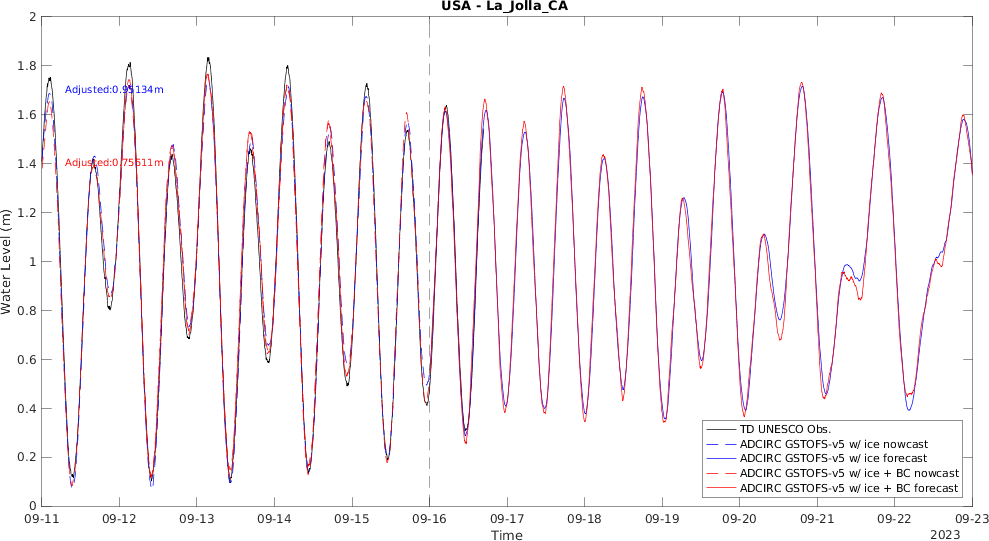 USA - La_Jolla_CA
2
1.8
1.6
1.4
1.2
1
0.8
0.6
0.4
0.2
0
Water Level (m)
Adjusted:0.95134m
Adjusted:0.75611m
TD UNESCO Obs.
ADCIRC GSTOFS-v5 w/ ice nowcast
ADCIRC GSTOFS-v5 w/ ice forecast
ADCIRC GSTOFS-v5 w/ ice + BC nowcast
ADCIRC GSTOFS-v5 w/ ice + BC forecast
09-11 09-12 09-13 09-14 09-15 09-16 09-17 09-18 09-19 09-20 09-21 09-22 09-23
Time
2023